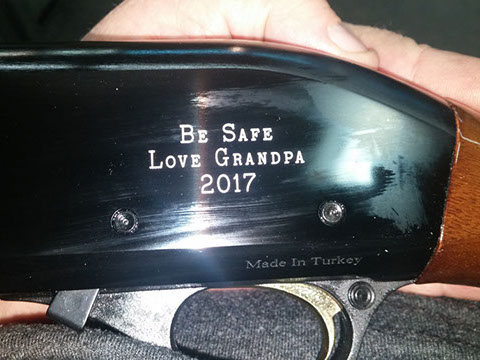 Be Safe
Love Grandpa
2017
Made In Turkey